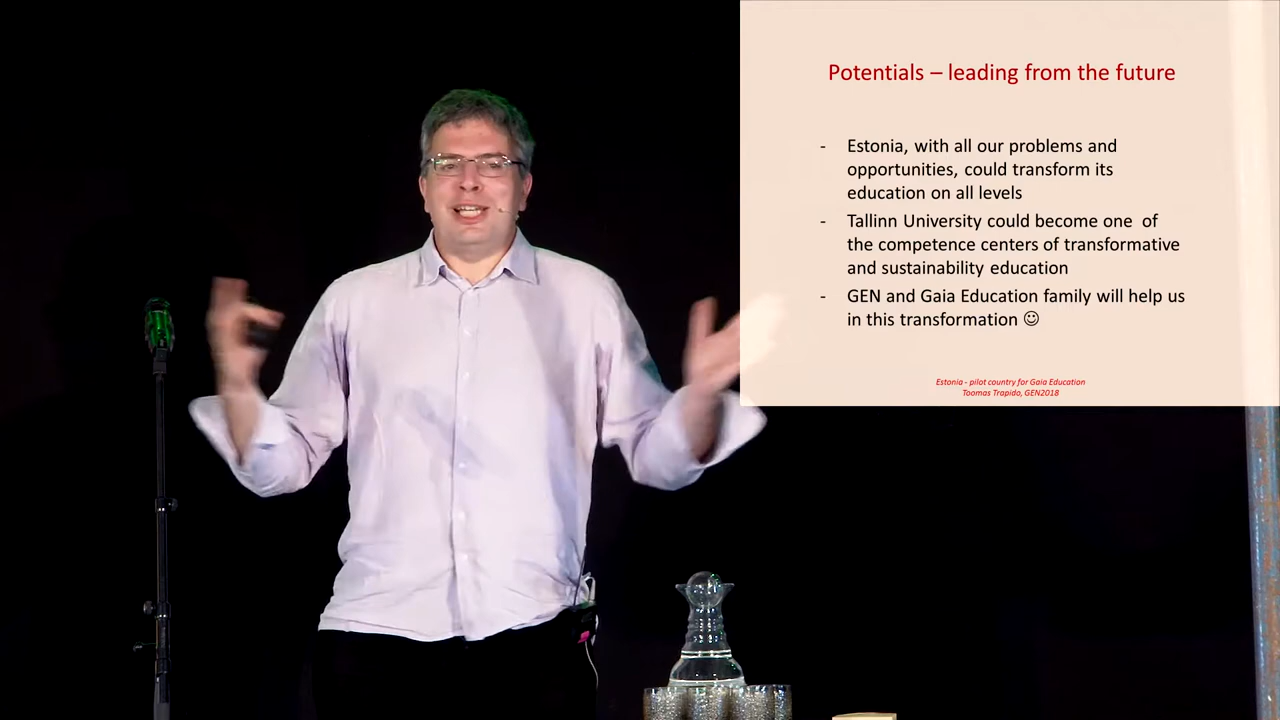 Potentials – leading from the future
- Estonia, with all our problems and
opportunities, could transform its
education on all levels
- Tallinn University could become one of
the competence centers of transformative
and sustainability education
- GEN and Gaia Education family will help us
in this transformation ☺
Estonia - pilot country for Gaia Education
Toomas Trapido, GEN2018